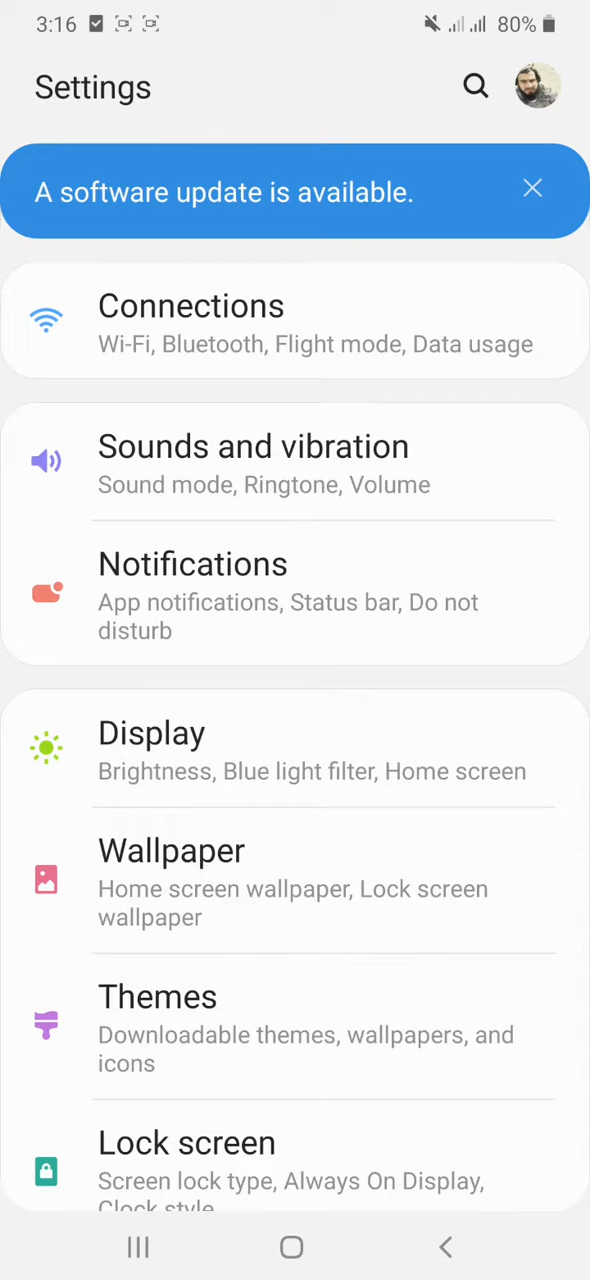 3:16 80%
Settings
A software update is available.
Connections
Wi-Fi, Bluetooth, Flight mode, Data usage
Sounds and vibration
Sound mode, Ringtone, Volume
Notifications
App notifications, Status bar, Do not
disturb
Display
Brightness, Blue light filter, Home screen
Wallpaper
Home screen wallpaper, Lock screen
wallpaper
Themes
Downloadable themes, wallpapers, and
icons
Lock screen
Screen lock type, Always On Display,
Clock style